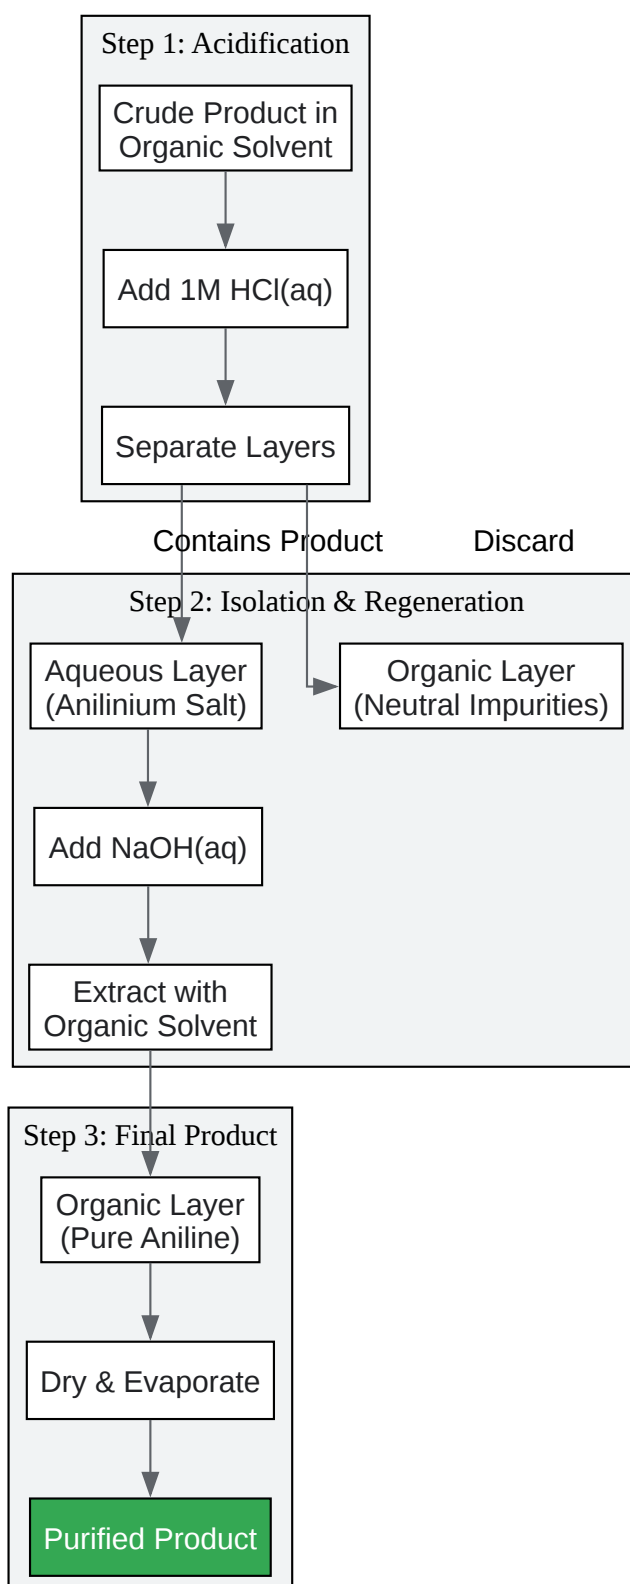 Step 1: Acidification
Crude Product in
Organic Solvent
Add 1M HCl(aq)
Separate Layers
Contains Product
Discard
Step 2: Isolation & Regeneration
Aqueous Layer
(Anilinium Salt)
Organic Layer
(Neutral Impurities)
Add NaOH(aq)
Extract with
Organic Solvent
Step 3: Final Product
Organic Layer
(Pure Aniline)
Dry & Evaporate
Purified Product